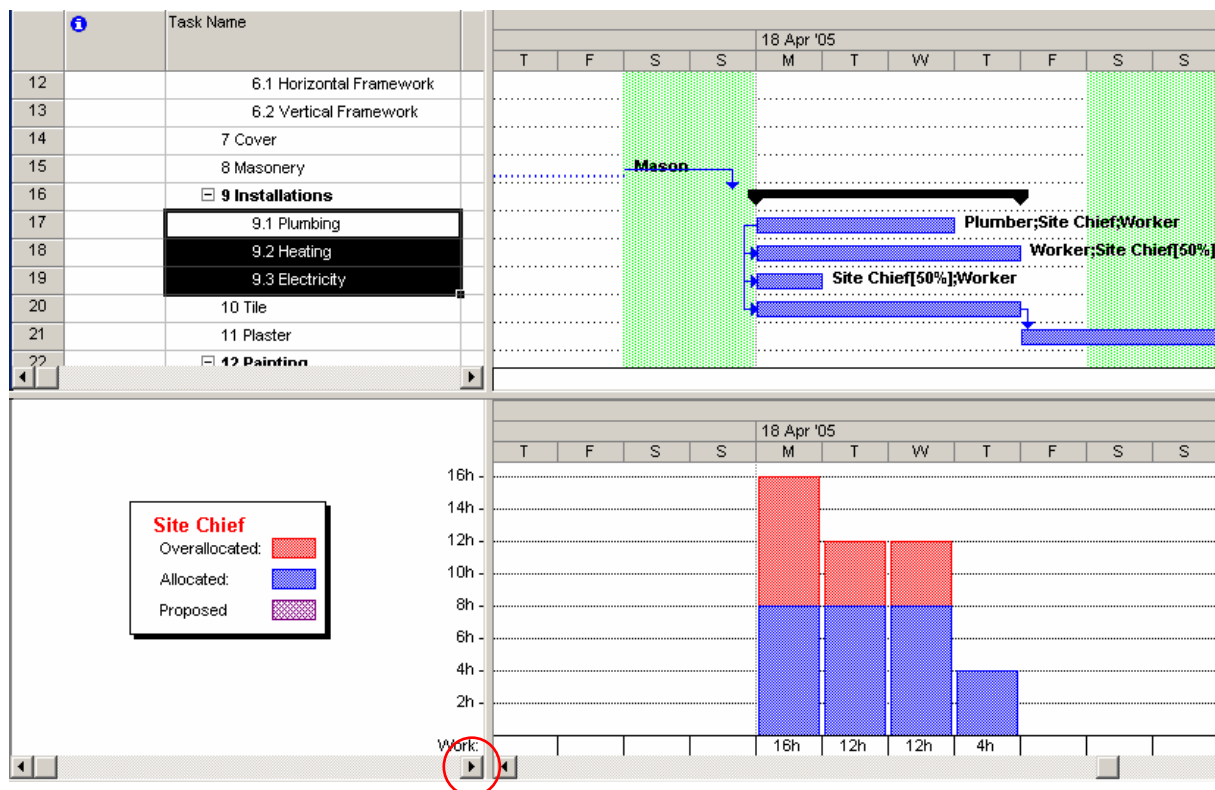 Task Name
18 Apr '05
T F S S M T W T F S S
12 6.1 Horizontal Framework
13 6.2 Vertical Framework
14 7 Cover
15 8 Masonery Mason
16 9 Installations
17 9.1 Plumbing Plumber;Site Chief;Worker
18 9.2 Heating Worker;Site Chief[50%]
19 9.3 Electricity Site Chief[50%];Worker
20 10 Tile
21 11 Plaster
22 12 Painting
18 Apr '05
T F S S M T W T F S S
16h -
14h -
12h -
10h -
8h -
6h -
4h -
2h -
Site Chief
Overallocated:
Allocated:
Proposed
Work: 16h 12h 12h 4h